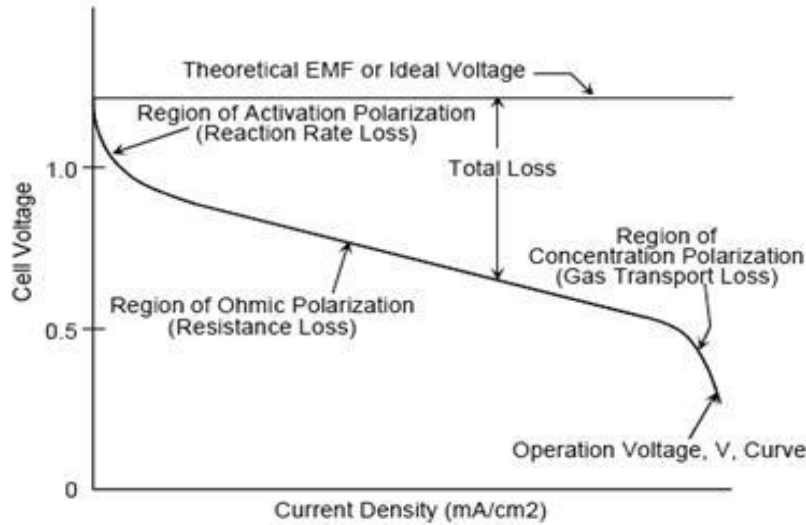 Theoretical EMF or Ideal Voltage
Region of Activation Polarization
(Reaction Rate Loss)
Total Loss
1.0
Cell Voltage
Region of
Concentration Polarization
(Gas Transport Loss)
Region of Ohmic Polarization
(Resistance Loss)
0.5
Operation Voltage, V, Curve
0
Current Density (mA/cm2)